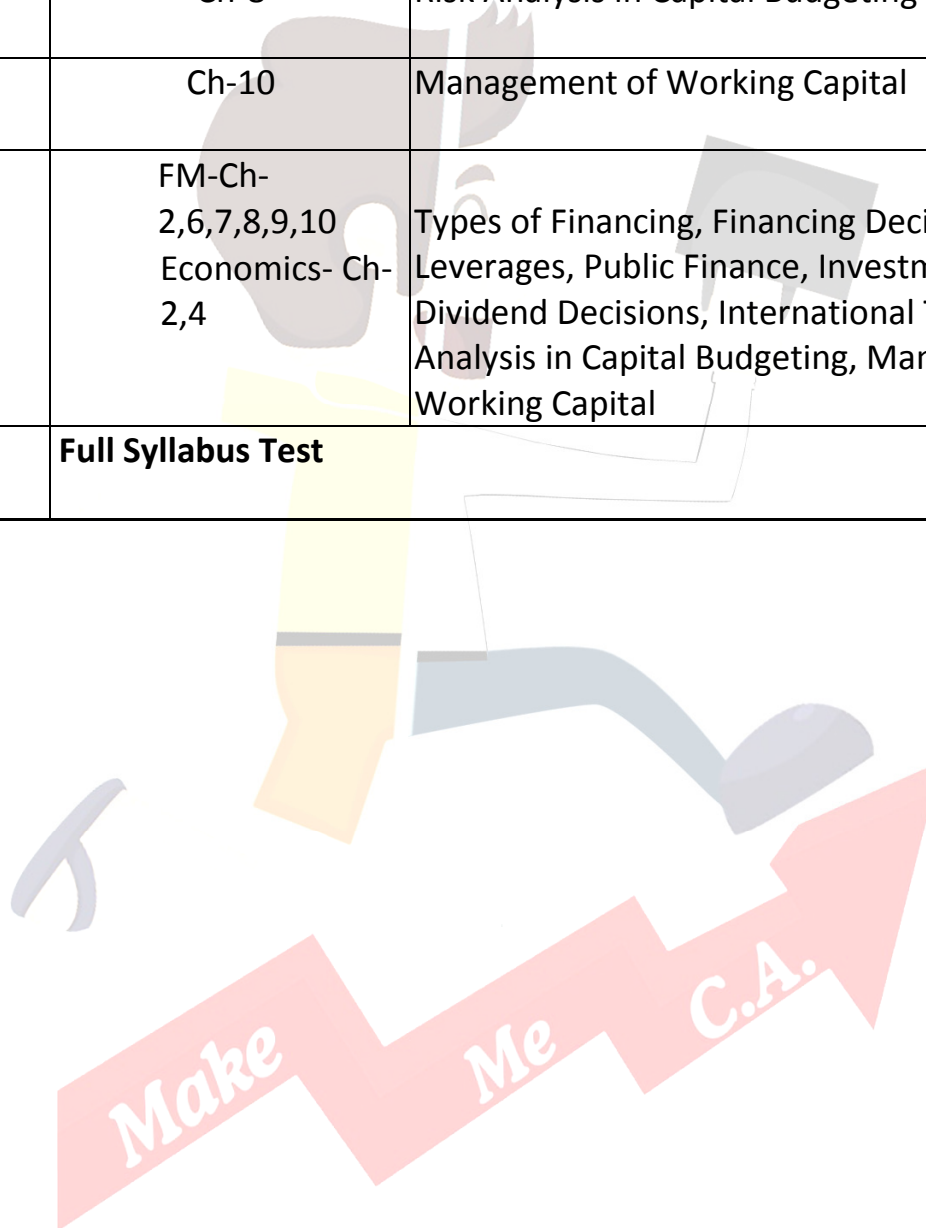 Risk Analysis in Capital Budgeting
Ch-10 Management of Working Capital
FM-Ch-
2,6,7,8,9,10
Economics- Ch-
2,4
Types of Financing, Financing Deci
Leverages, Public Finance, Investm
Dividend Decisions, International
Analysis in Capital Budgeting, Man
Working Capital
Full Syllabus Test
Make Me C.A.